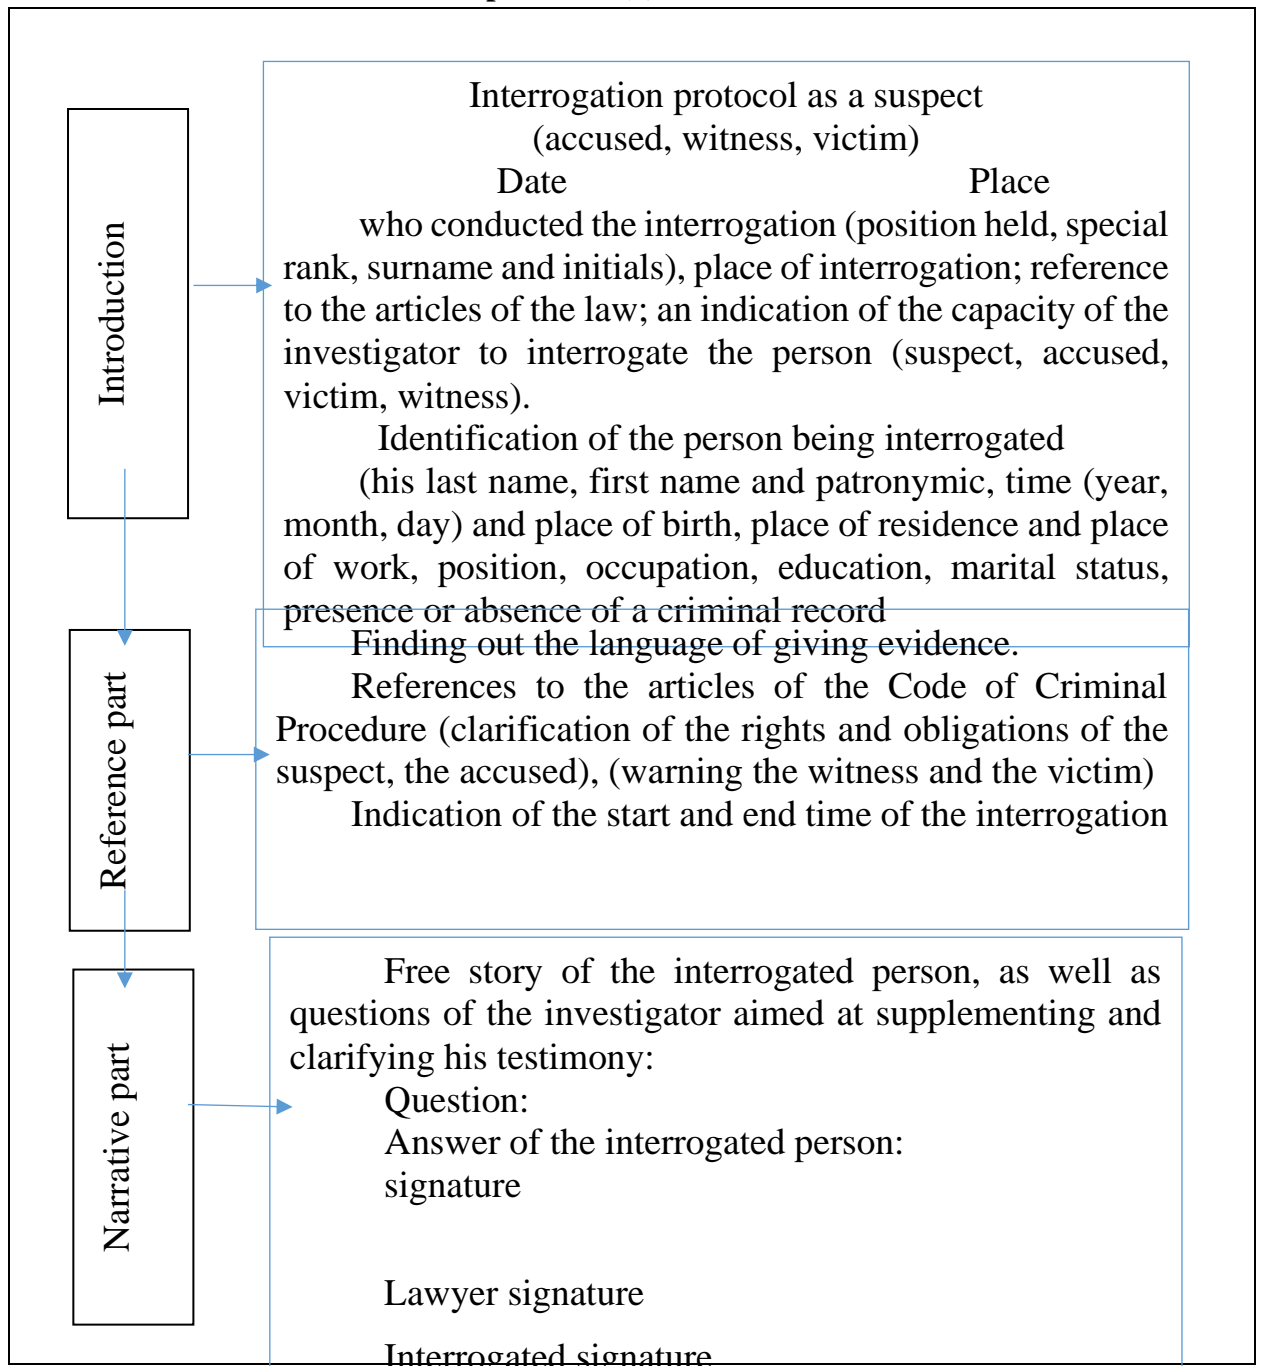 Interrogation protocol as a suspect
(accused, witness, victim)
Date Place
who conducted the interrogation (position held, special
rank, surname and initials), place of interrogation; reference
to the articles of the law; an indication of the capacity of the
investigator to interrogate the person (suspect, accused,
victim, witness).
Identification of the person being interrogated
(his last name, first name and patronymic, time (year,
month, day) and place of birth, place of residence and place
of work, position, occupation, education, marital status,
presence or absence of a criminal record
Introduction
Finding out the language of giving evidence.
References to the articles of the Code of Criminal
Procedure (clarification of the rights and obligations of the
suspect, the accused), (warning the witness and the victim)
Indication of the start and end time of the interrogation
Reference part
Free story of the interrogated person, as well as
questions of the investigator aimed at supplementing and
clarifying his testimony:
Question:
Answer of the interrogated person:
signature
Narrative part
Lawyer signature
Interrogated signature